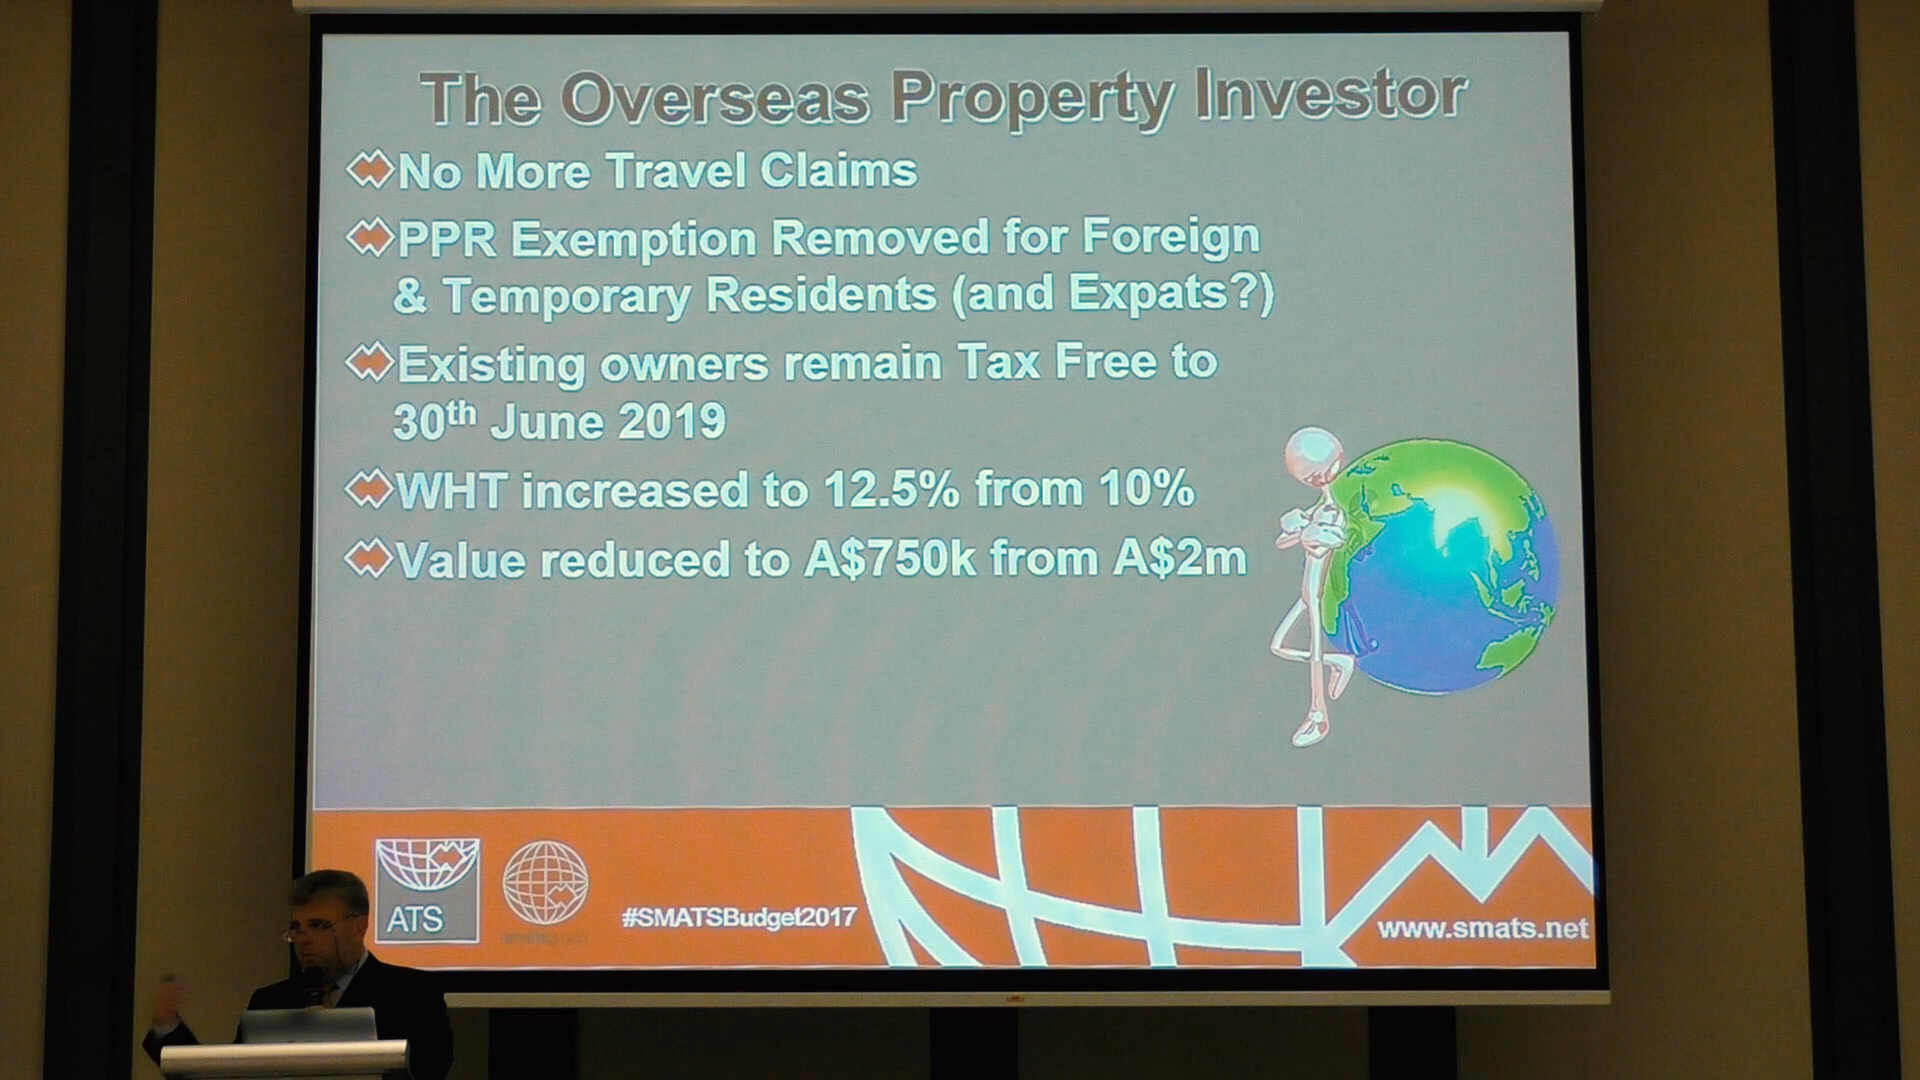 The Overseas Property Investor
No More Travel Claims
PPR Exemption Removed for Foreign
& Temporary Residents (and Expats?)
Existing owners remain Tax Free to
30th June 2019
WHT increased to 12.5% from 10%
Value reduced to A$750k from A$2m
ATS
#SMATSBudget2017
www.smats.net